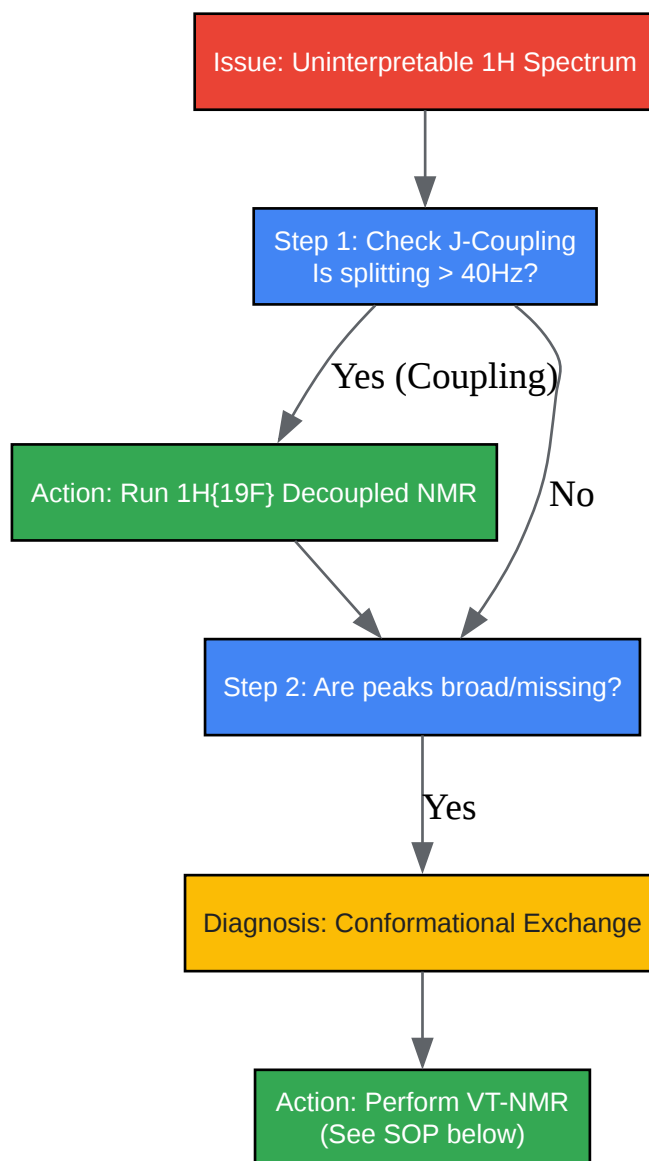 Issue: Uninterpretable 1H Spectrum
Step 1: Check J-Coupling
Is splitting > 40Hz?
Yes (Coupling)
Action: Run 1H{19F} Decoupled NMR
No
Step 2: Are peaks broad/missing?
Yes
Diagnosis: Conformational Exchange
Action: Perform VT-NMR
(See SOP below)